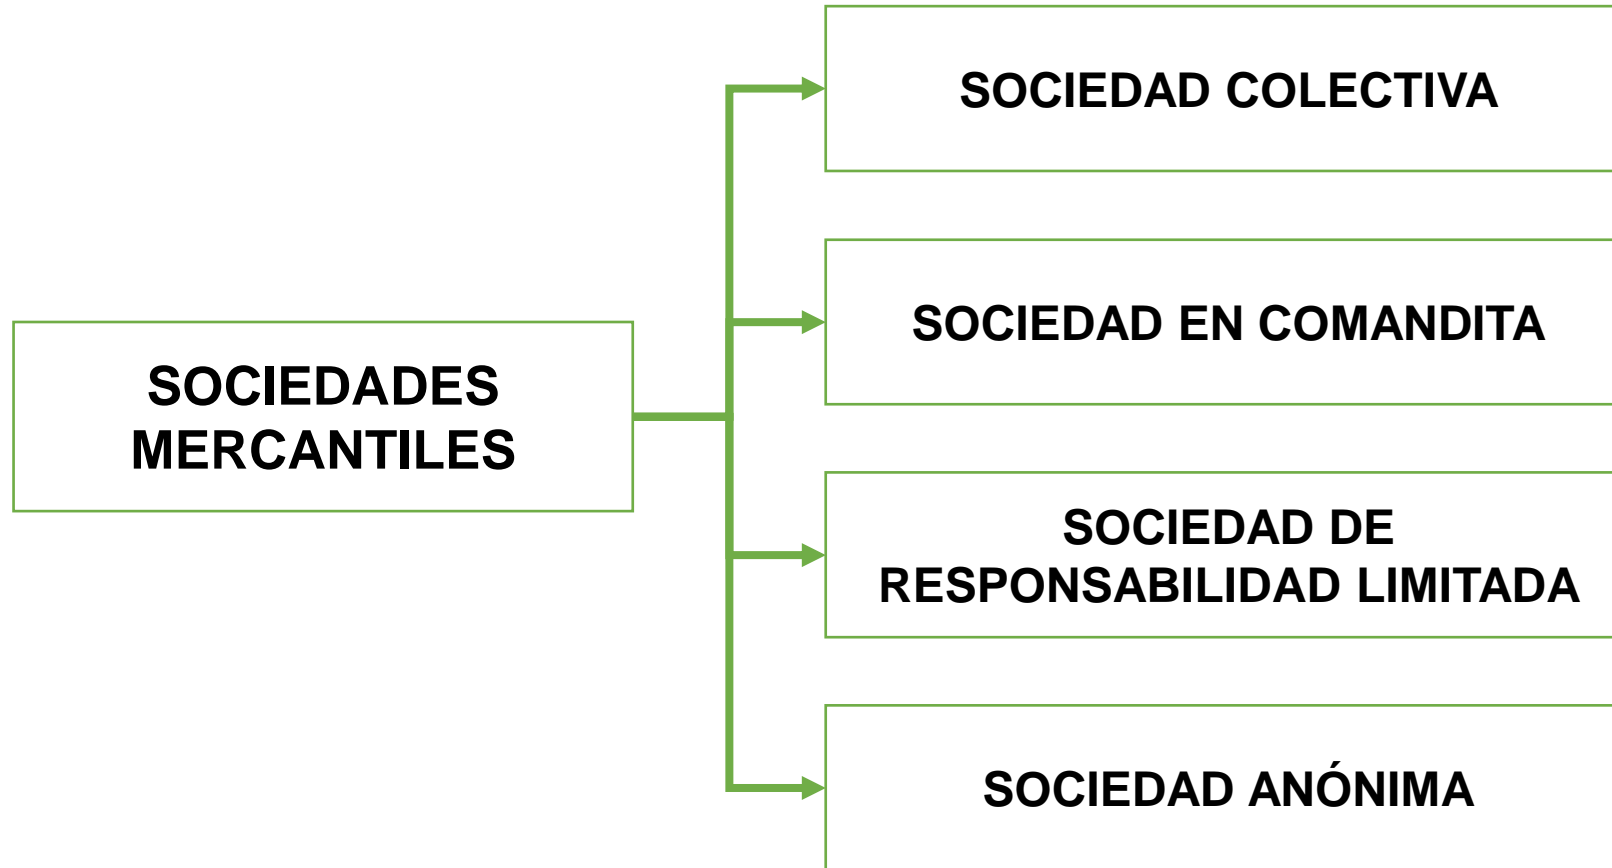 SOCIEDAD COLECTIVA
SOCIEDAD EN COMANDITA
SOCIEDADES
MERCANTILES
SOCIEDAD DE
RESPONSABILIDAD LIMITADA
SOCIEDAD ANÓNIMA